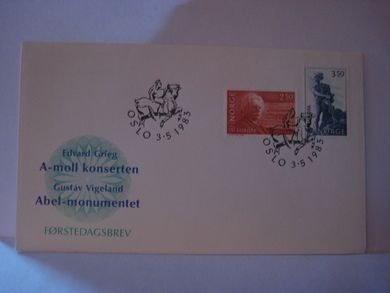 2.50
NORGE
3.50
NORGE
OSLO 3·5·1983
OSLO 3·5·1983
Edvard Grieg
A-moll konserten
Gustav Vigeland
Abel-monumentet
FØRSTEDAGSBREV